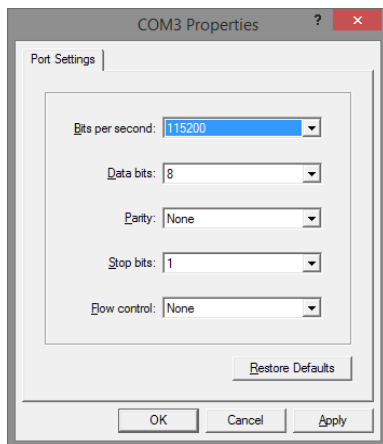 COM3 Properties ?
Port Settings
Bits per second: 115200
Data bits: 8
Parity: None
Stop bits: 1
Flow control: None
Restore Defaults
OK Cancel Apply